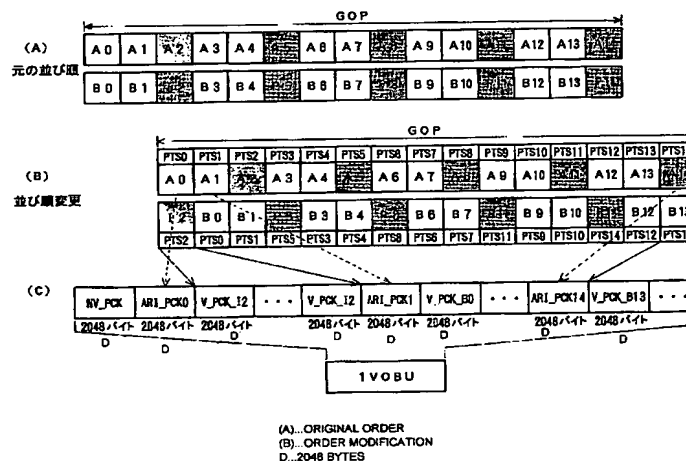 GOP
(A)
元の並び順
A0 A1 A2 A3 A4 A6 A7 A9 A10 A12 A13
B0 B1 B3 B4 B6 B7 B9 B10 B12 B13
GOP
(B)
並び順変更
PTS0 PTS1 PTS2 PTS3 PTS4 PTS5 PTS6 PTS7 PTS8 PTS9 PTS10 PTS11 PTS12 PTS13 PTS1
A0 A1 A3 A4 A6 A7 A9 A10 A12 A13
B0 B1 B3 B4 B6 B7 B9 B10 B12 B13
PTS2 PTS0 PTS1 PTS5 PTS3 PTS4 PTS8 PTS6 PTS7 PTS11 PTS9 PTS10 PTS14 PTS12 PTS1
(C)
NV_PCK ARI_PCK0 V_PCK_I2 ・・・ V_PCK_I2 ARI_PCK1 V_PCK_B0 ・・・ ARI_PCK14 V_PCK_B13 ・・・
2048バイト 2048バイト 2048バイト 2048バイト 2048バイト 2048バイト 2048バイト 2048バイト
D D D D D D D D
1VOBU
(A)...ORIGINAL ORDER
(B)...ORDER MODIFICATION
D...2048 BYTES